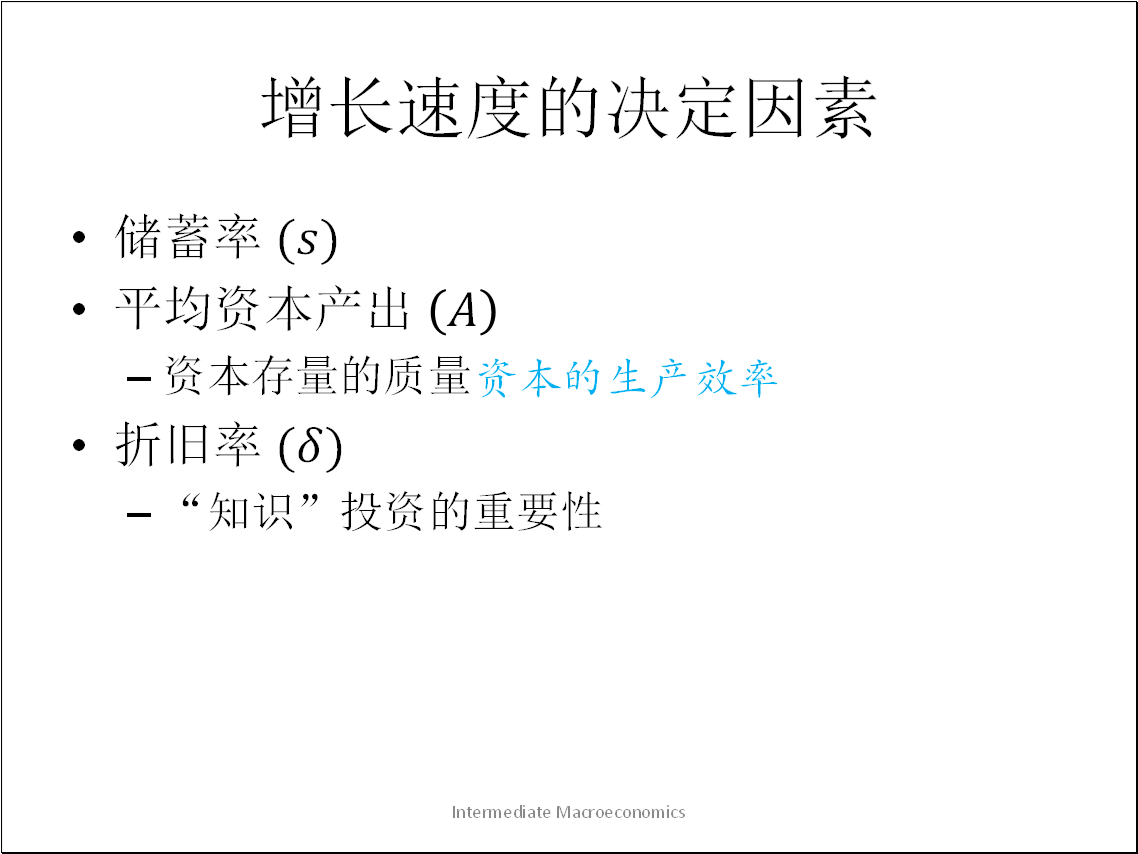 增长速度的决定因素
• 储蓄率 (s)
• 平均资本产出 (A)
– 资本存量的质量资本的生产效率
• 折旧率 (δ)
– “知识”投资的重要性
Intermediate Macroeconomics